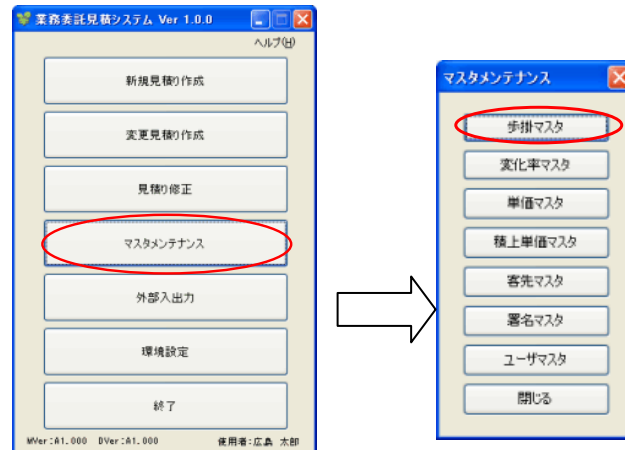 業務委託見積システム Ver 1.0.0
ヘルプ(H)
新規見積り作成
変更見積り作成
見積り修正
マスタメンテナンス
外部入出力
環境設定
終了
MVer:A1.000 DVer:A1.000 使用者:広島 太郎
マスタメンテナンス
歩掛マスタ
変化率マスタ
単価マスタ
積上単価マスタ
客先マスタ
署名マスタ
ユーザマスタ
閉じる